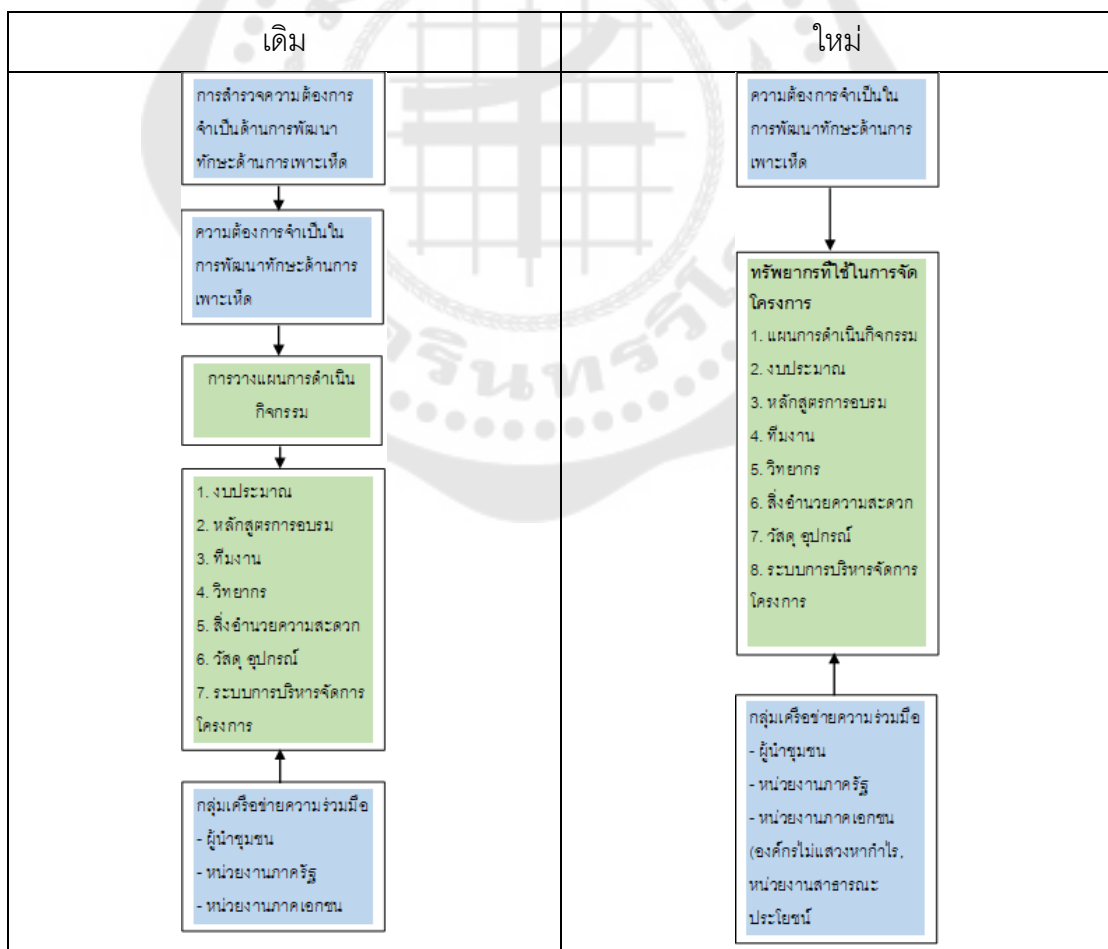 เดิม
ใหม่
การสำรวจความต้องการ
จำเป็นด้านการพัฒนา
ทักษะด้านการเพาะเห็ด
ความต้องการจำเป็นใน
การพัฒนาทักษะด้านการ
เพาะเห็ด
การวางแผนการดำเนิน
กิจกรรม
1. งบประมาณ
2. หลักสูตรการอบรม
3. ทีมงาน
4. วิทยากร
5. สิ่งอำนวยความสะดวก
6. วัสดุ อุปกรณ์
7. ระบบการบริหารจัดการ
โครงการ
กลุ่มเครือข่ายความร่วมมือ
- ผู้นำชุมชน
- หน่วยงานภาครัฐ
- หน่วยงานภาคเอกชน
ความต้องการจำเป็นใน
การพัฒนาทักษะด้านการ
เพาะเห็ด
ทรัพยากรที่ใช้ในการจัด
โครงการ
1. แผนการดำเนินกิจกรรม
2. งบประมาณ
3. หลักสูตรการอบรม
4. ทีมงาน
5. วิทยากร
6. สิ่งอำนวยความสะดวก
7. วัสดุ อุปกรณ์
8. ระบบการบริหารจัดการ
โครงการ
กลุ่มเครือข่ายความร่วมมือ
- ผู้นำชุมชน
- หน่วยงานภาครัฐ
- หน่วยงานภาคเอกชน
(องค์กรไม่แสวงหากำไร,
หน่วยงานสาธารณะ
ประโยชน์